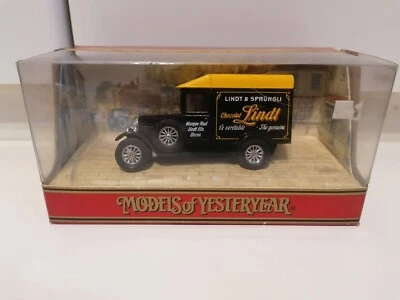 LINDT & SPRÜNGLI
Chocolat Lindt
Le véritable The genuine
MODELS of YESTERYEAR®